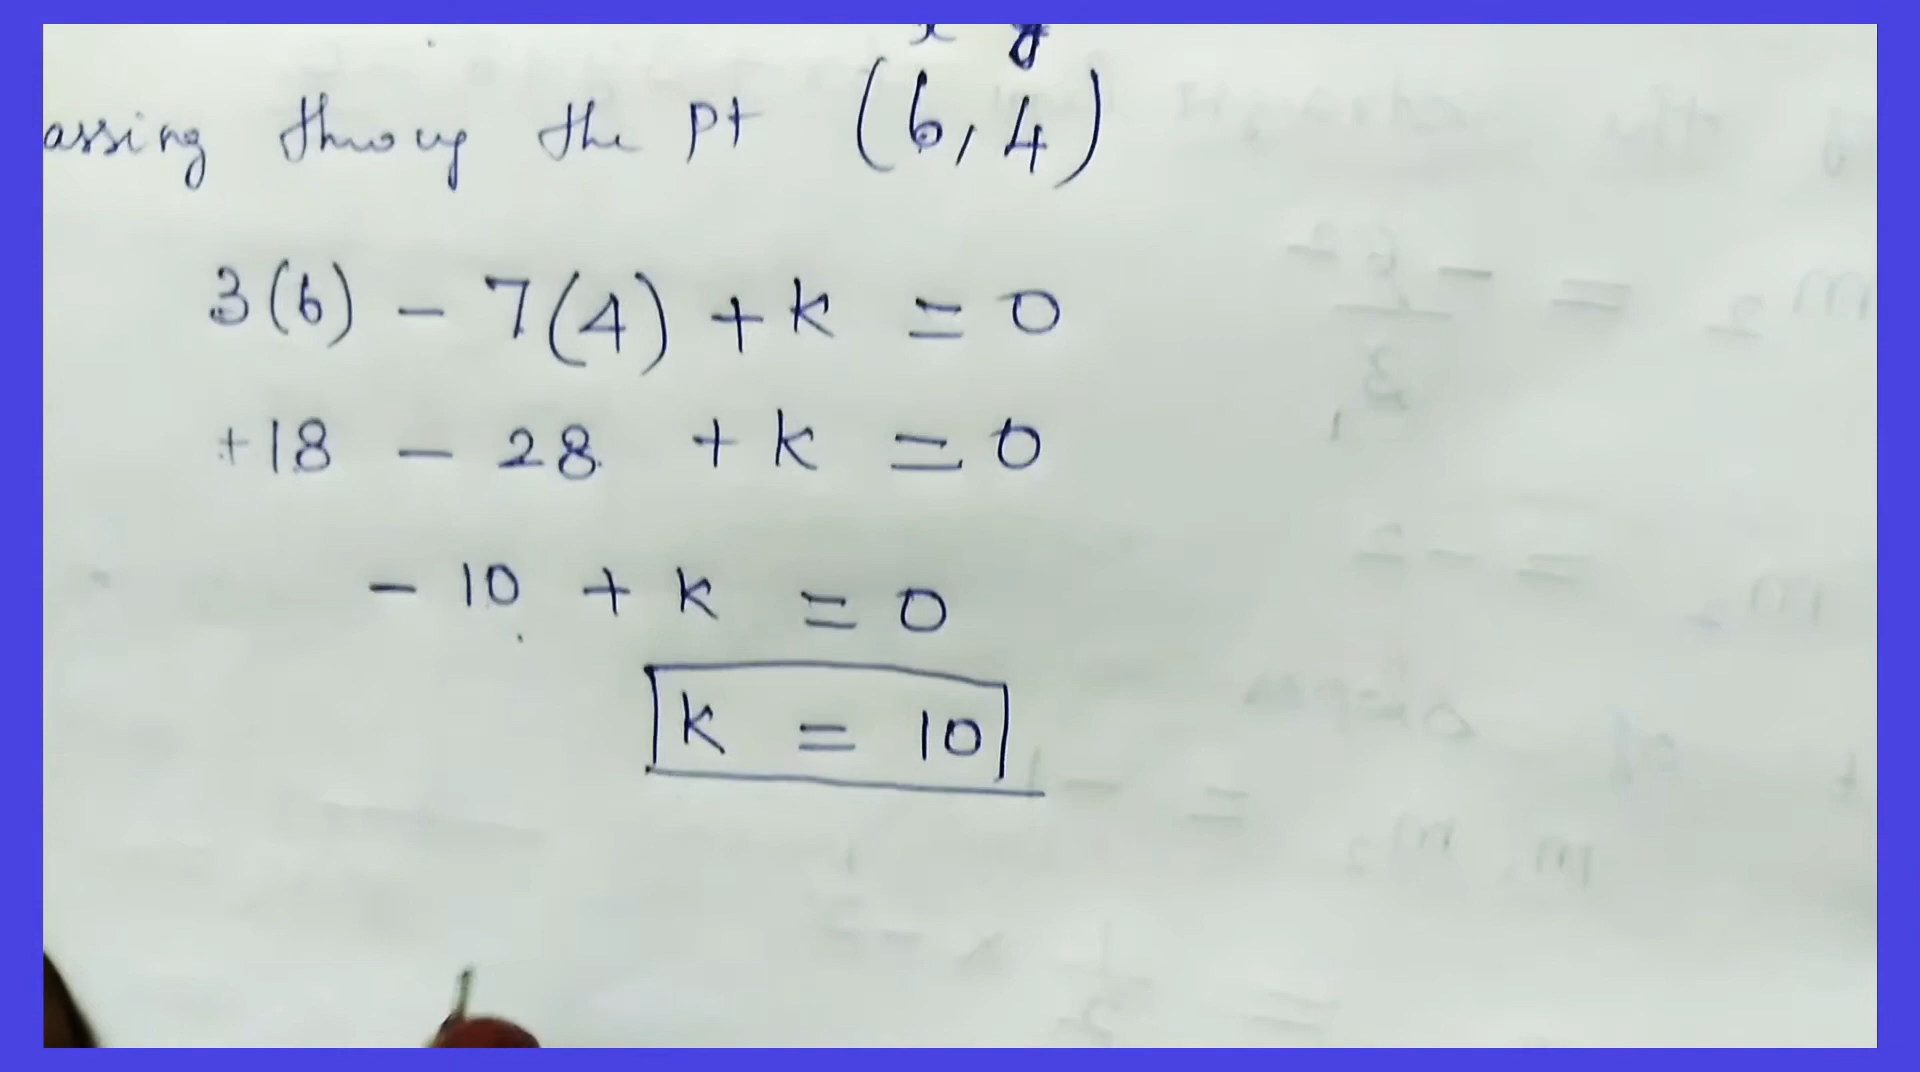 x y
assing throug the pt (6, 4)
3(6) - 7(4) + k = 0
+18 - 28 + k = 0
- 10 + k = 0
k = 10